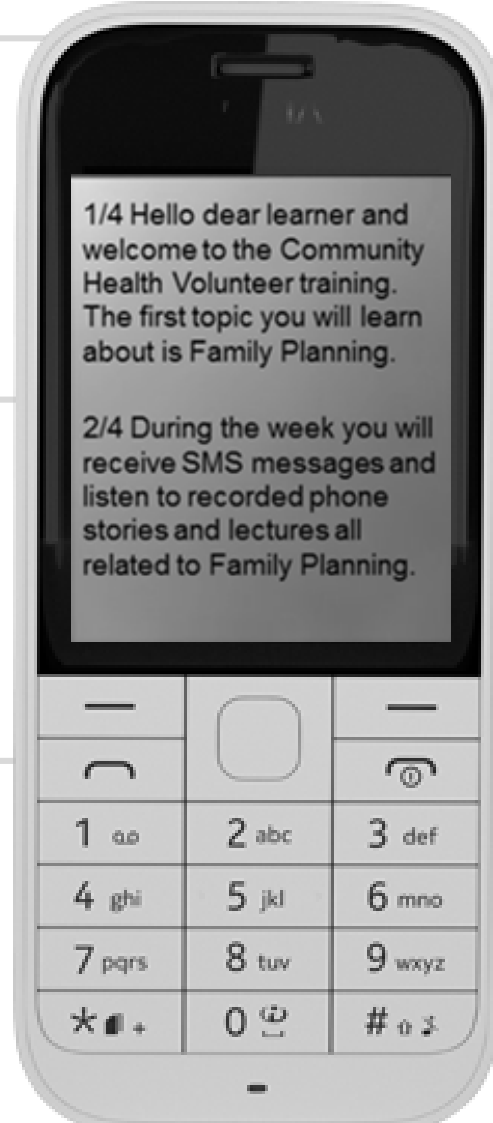 1/4 Hello dear learner and
welcome to the Community
Health Volunteer training.
The first topic you will learn
about is Family Planning.
2/4 During the week you will
receive SMS messages and
listen to recorded phone
stories and lectures all
related to Family Planning.
1
2 abc
3 def
4 ghi
5 jkl
6 mno
7 pqrs
8 tuv
9 wxyz
* +
0
#